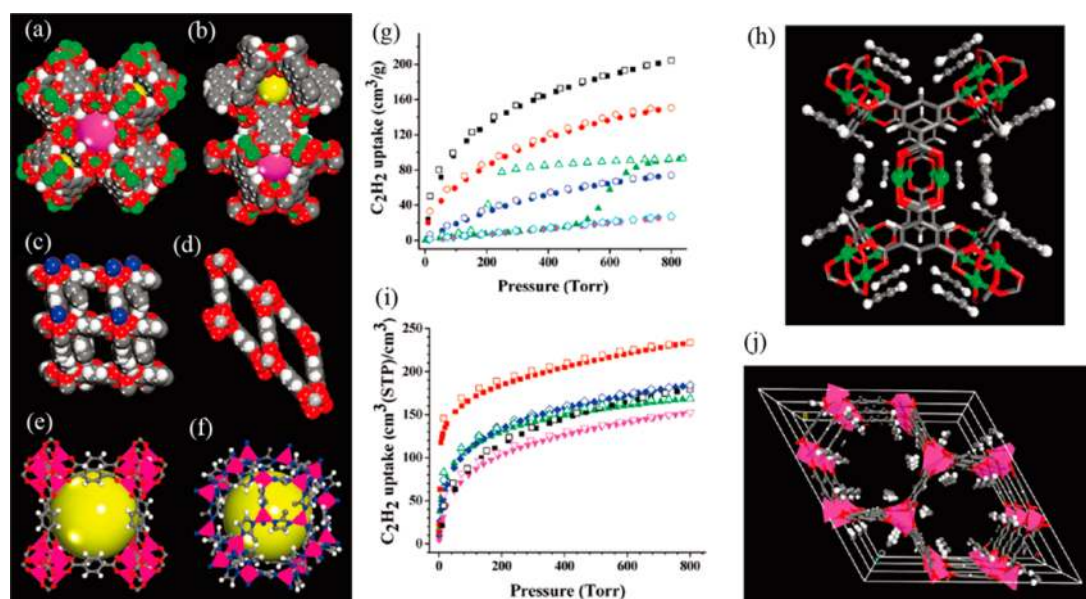 (a)
(b)
(c)
(d)
(e)
(f)
(g)
C2H2 uptake (cm³/g)
200
160
120
80
40
0
0
200
400
600
800
Pressure (Torr)
(h)
(i)
C2H2 uptake cm³(STP)/cm³
250
200
150
100
50
0
0
200
400
600
800
Pressure (Torr)
(j)